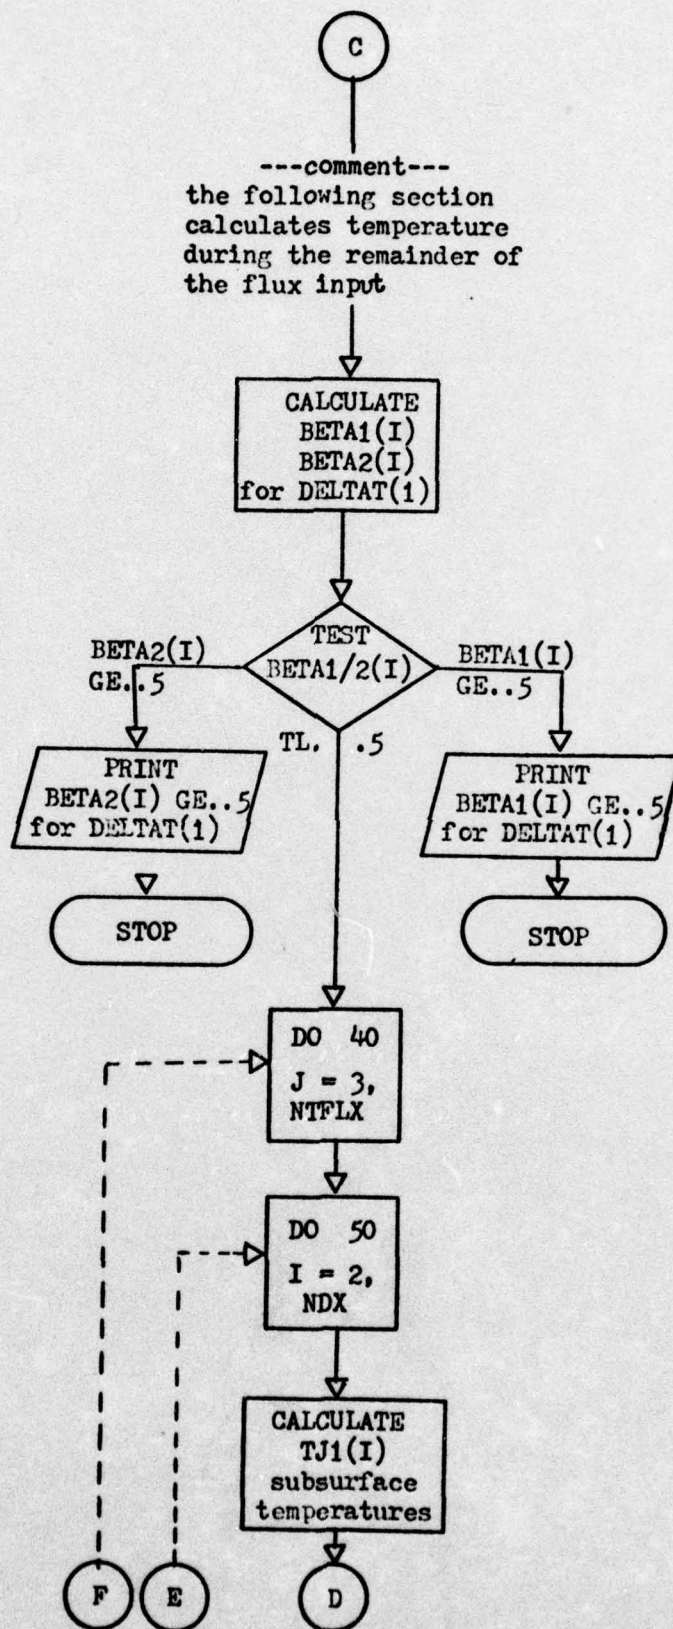 C
---comment---
the following section
calculates temperature
during the remainder of
the flux input
CALCULATE
BETA1(I)
BETA2(I)
for DELTAT(1)
TEST
BETA1/2(I)
BETA2(I)
GE..5
BETA1(I)
GE..5
TL. .5
PRINT
BETA2(I) GE..5
for DELTAT(1)
PRINT
BETA1(I) GE..5
for DELTAT(1)
STOP
STOP
DO 40
J = 3,
NTFLX
DO 50
I = 2,
NDX
CALCULATE
TJ1(I)
subsurface
temperatures
F
E
D